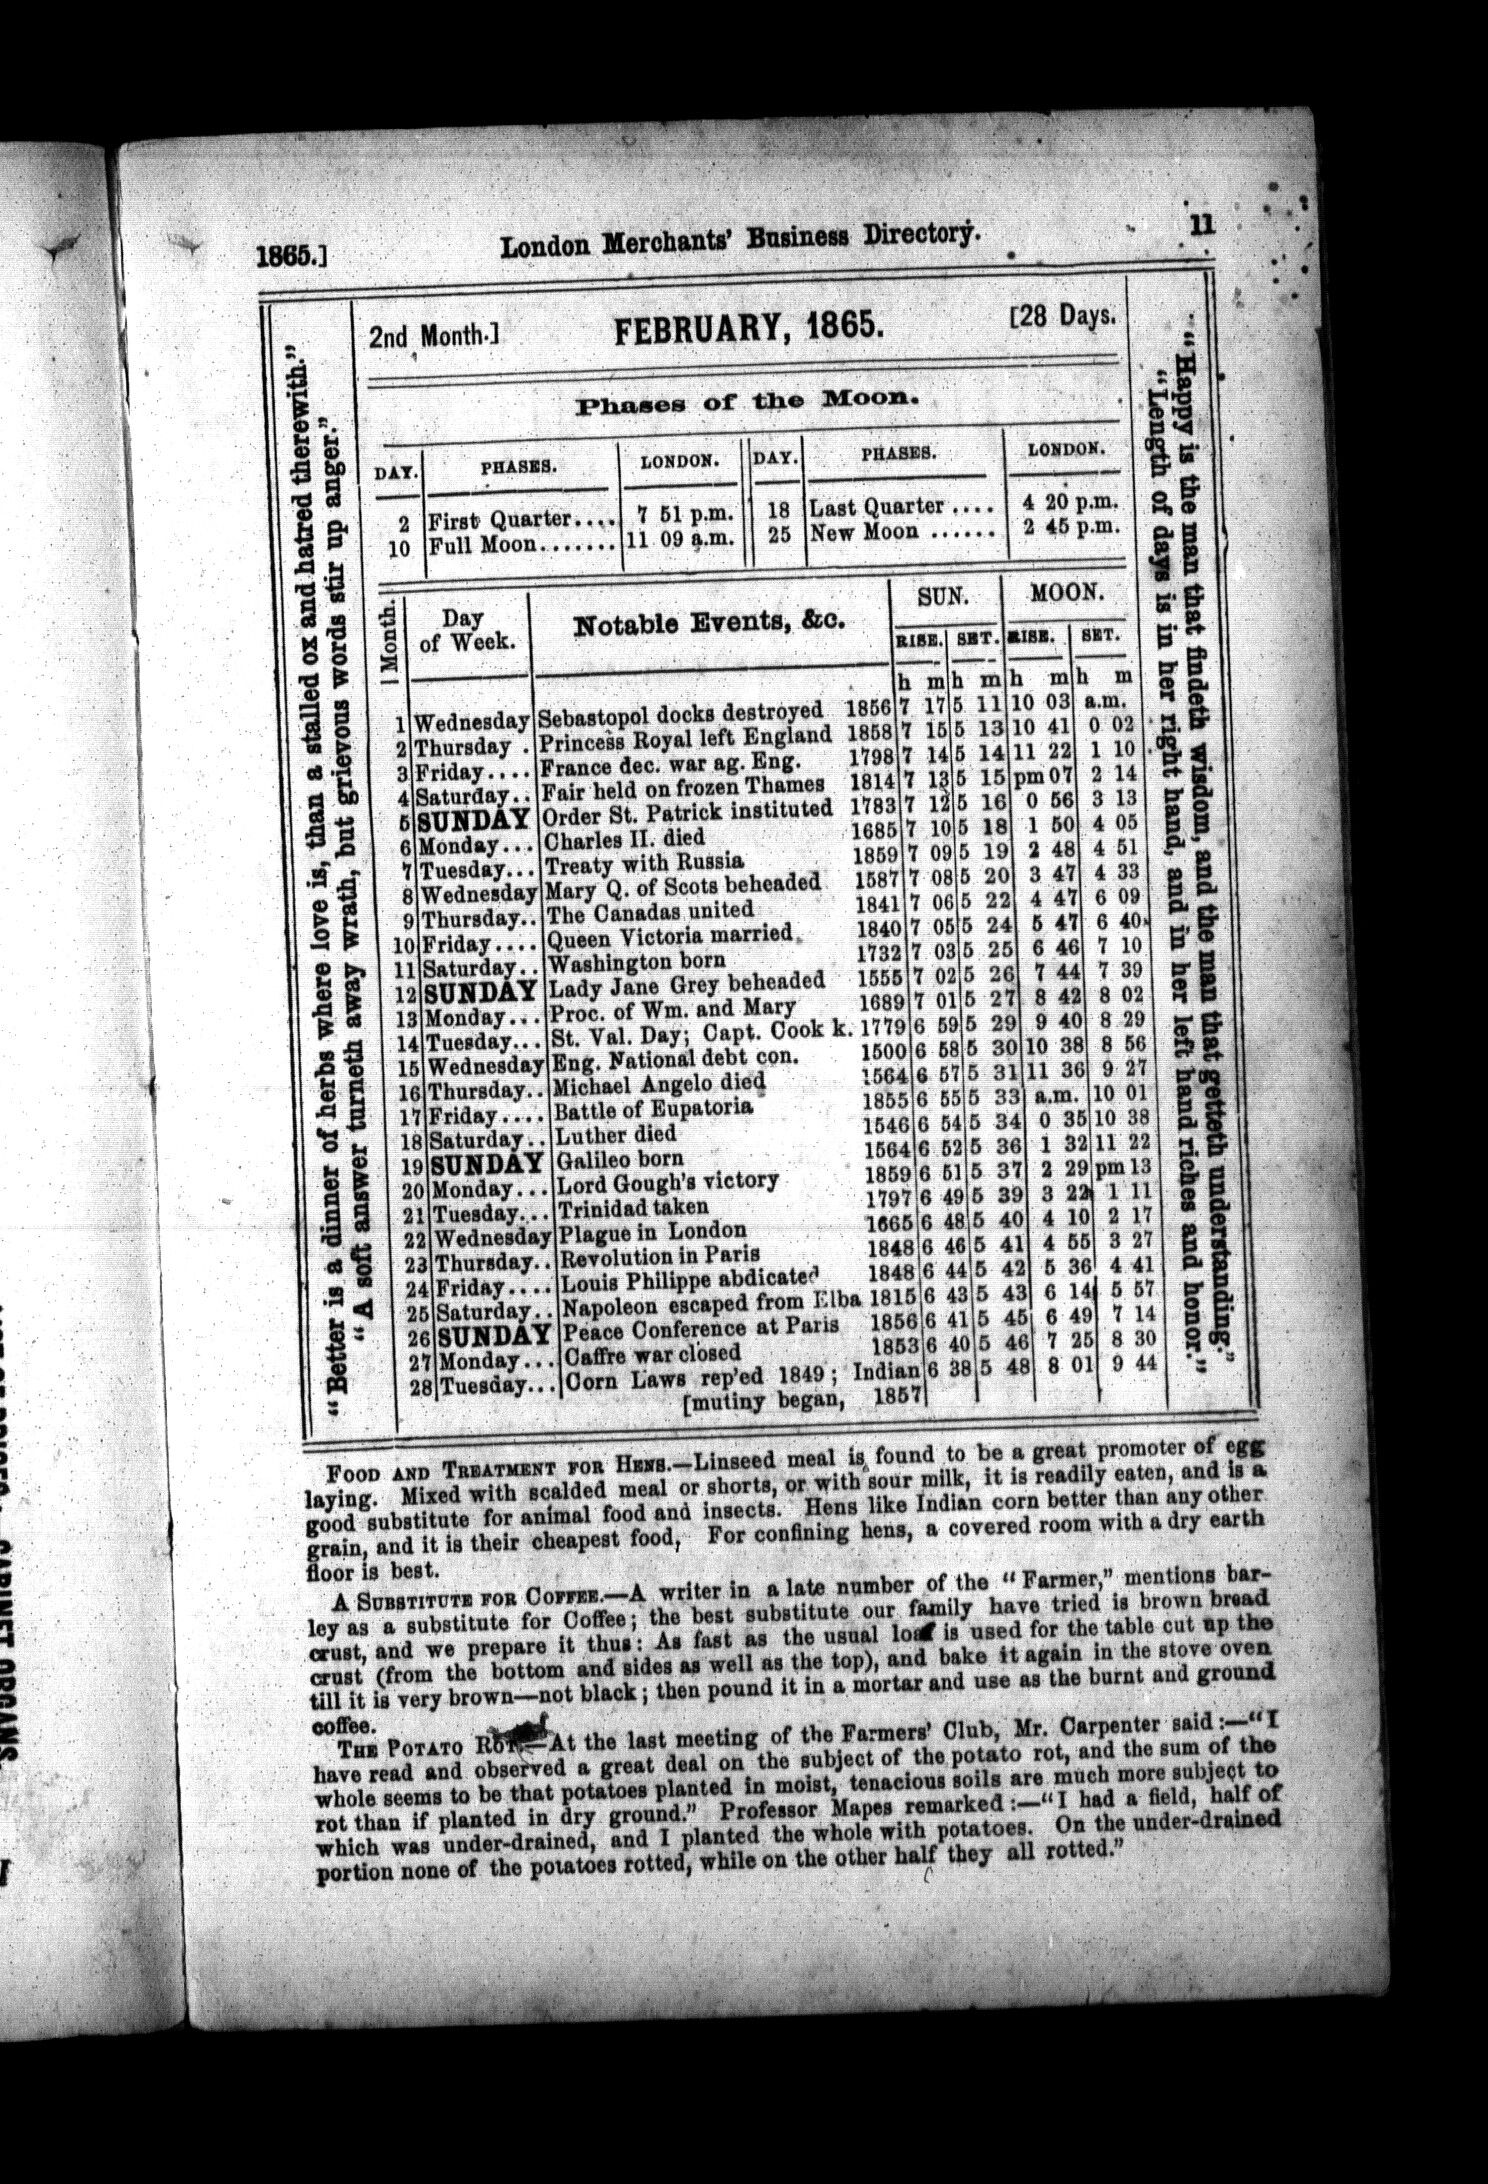 1865.] London Merchants' Business Directory. 11
"Better is a dinner of herbs where love is, than a stalled ox and hatred therewith."
"A soft answer turneth away wrath, but grievous words stir up anger."
2nd Month.] FEBRUARY, 1865. [28 Days.
Phases of the Moon.
DAY. PHASES. LONDON. DAY. PHASES. LONDON.
2 First Quarter.... 7 51 p.m. 18 Last Quarter .... 4 20 p.m.
10 Full Moon....... 11 09 a.m. 25 New Moon ...... 2 45 p.m.
Month. Day of Week. Notable Events, &c. SUN. MOON.
RISE. SET. RISE. SET.
h m h m h m h m
1 Wednesday Sebastopol docks destroyed 1856 7 17 5 11 10 03 a.m.
2 Thursday . Princess Royal left England 1858 7 15 5 13 10 41 0 02
3 Friday.... France dec. war ag. Eng. 1798 7 14 5 14 11 22 1 10
4 Saturday.. Fair held on frozen Thames 1814 7 13 5 15 pm 07 2 14
5 SUNDAY Order St. Patrick instituted 1783 7 12 5 16 0 56 3 13
6 Monday... Charles II. died 1685 7 10 5 18 1 50 4 05
7 Tuesday... Treaty with Russia 1859 7 09 5 19 2 48 4 51
8 Wednesday Mary Q. of Scots beheaded 1587 7 08 5 20 3 47 4 33
9 Thursday.. The Canadas united 1841 7 06 5 22 4 47 6 09
10 Friday.... Queen Victoria married. 1840 7 05 5 24 5 47 6 40
11 Saturday.. Washington born 1732 7 03 5 25 6 46 7 10
12 SUNDAY Lady Jane Grey beheaded 1555 7 02 5 26 7 44 7 39
13 Monday... Proc. of Wm. and Mary 1689 7 01 5 27 8 42 8 02
14 Tuesday... St. Val. Day; Capt. Cook k. 1779 6 59 5 29 9 40 8 29
15 Wednesday Eng. National debt con. 1500 6 58 5 30 10 38 8 56
16 Thursday.. Michael Angelo died 1564 6 57 5 31 11 36 9 27
17 Friday.... Battle of Eupatoria 1855 6 55 5 33 a.m. 10 01
18 Saturday.. Luther died 1546 6 54 5 34 0 35 10 38
19 SUNDAY Galileo born 1564 6 52 5 36 1 32 11 22
20 Monday... Lord Gough's victory 1859 6 51 5 37 2 29 pm 13
21 Tuesday... Trinidad taken 1797 6 49 5 39 3 22 1 11
22 Wednesday Plague in London 1665 6 48 5 40 4 10 2 17
23 Thursday.. Revolution in Paris 1848 6 46 5 41 4 55 3 27
24 Friday.... Louis Philippe abdicated 1848 6 44 5 42 5 36 4 41
25 Saturday.. Napoleon escaped from Elba 1815 6 43 5 43 6 14 5 57
26 SUNDAY Peace Conference at Paris 1856 6 41 5 45 6 49 7 14
27 Monday... Caffre war closed 1853 6 40 5 46 7 25 8 30
28 Tuesday... Corn Laws rep'ed 1849; Indian 6 38 5 48 8 01 9 44
[mutiny began, 1857
"Happy is the man that findeth wisdom, and the man that getteth understanding."
"Length of days is in her right hand, and in her left hand riches and honor."
FOOD AND TREATMENT FOR HENS.—Linseed meal is found to be a great promoter of egg
laying. Mixed with scalded meal or shorts, or with sour milk, it is readily eaten, and is a
good substitute for animal food and insects. Hens like Indian corn better than any other
grain, and it is their cheapest food, For confining hens, a covered room with a dry earth
floor is best.
A SUBSTITUTE FOR COFFEE.—A writer in a late number of the "Farmer," mentions bar-
ley as a substitute for Coffee; the best substitute our family have tried is brown bread
crust, and we prepare it thus: As fast as the usual loaf is used for the table cut up the
crust (from the bottom and sides as well as the top), and bake it again in the stove oven
till it is very brown—not black; then pound it in a mortar and use as the burnt and ground
coffee.
THE POTATO ROT.—At the last meeting of the Farmers' Club, Mr. Carpenter said:—"I
have read and observed a great deal on the subject of the potato rot, and the sum of the
whole seems to be that potatoes planted in moist, tenacious soils are much more subject to
rot than if planted in dry ground." Professor Mapes remarked:—"I had a field, half of
which was under-drained, and I planted the whole with potatoes. On the under-drained
portion none of the potatoes rotted, while on the other half they all rotted."